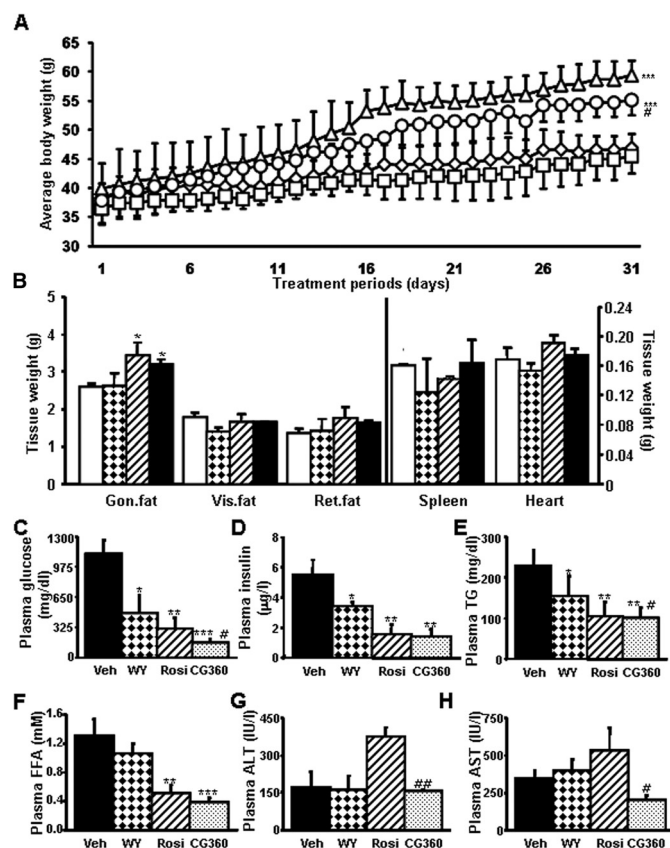 A
Average body weight (g)
65
60
55
50
45
40
35
30
***
***
#
1 6 11 16 21 26 31
Treatment periods (days)
B
Tissue weight (g)
5
4
3
2
1
0
* *
0.24
0.20
0.16
0.12
0.08
0.04
0.00
Tissue weight (g)
Gon.fat Vis.fat Ret.fat Spleen Heart
C
Plasma glucose (mg/dl)
1300
975
650
325
0
* ** *** #
Veh WY Rosi CG360
D
Plasma insulin (µg/l)
8
6
4
2
0
* ** **
Veh WY Rosi CG360
E
Plasma TG (mg/dl)
300
200
100
0
* ** ** #
Veh WY Rosi CG360
F
Plasma FFA (mM)
1.6
1.2
0.8
0.4
0.0
** ***
Veh WY Rosi CG360
G
Plasma ALT (IU/l)
450
300
150
0
##
Veh WY Rosi CG360
H
Plasma AST (IU/l)
750
500
250
0
#
Veh WY Rosi CG360